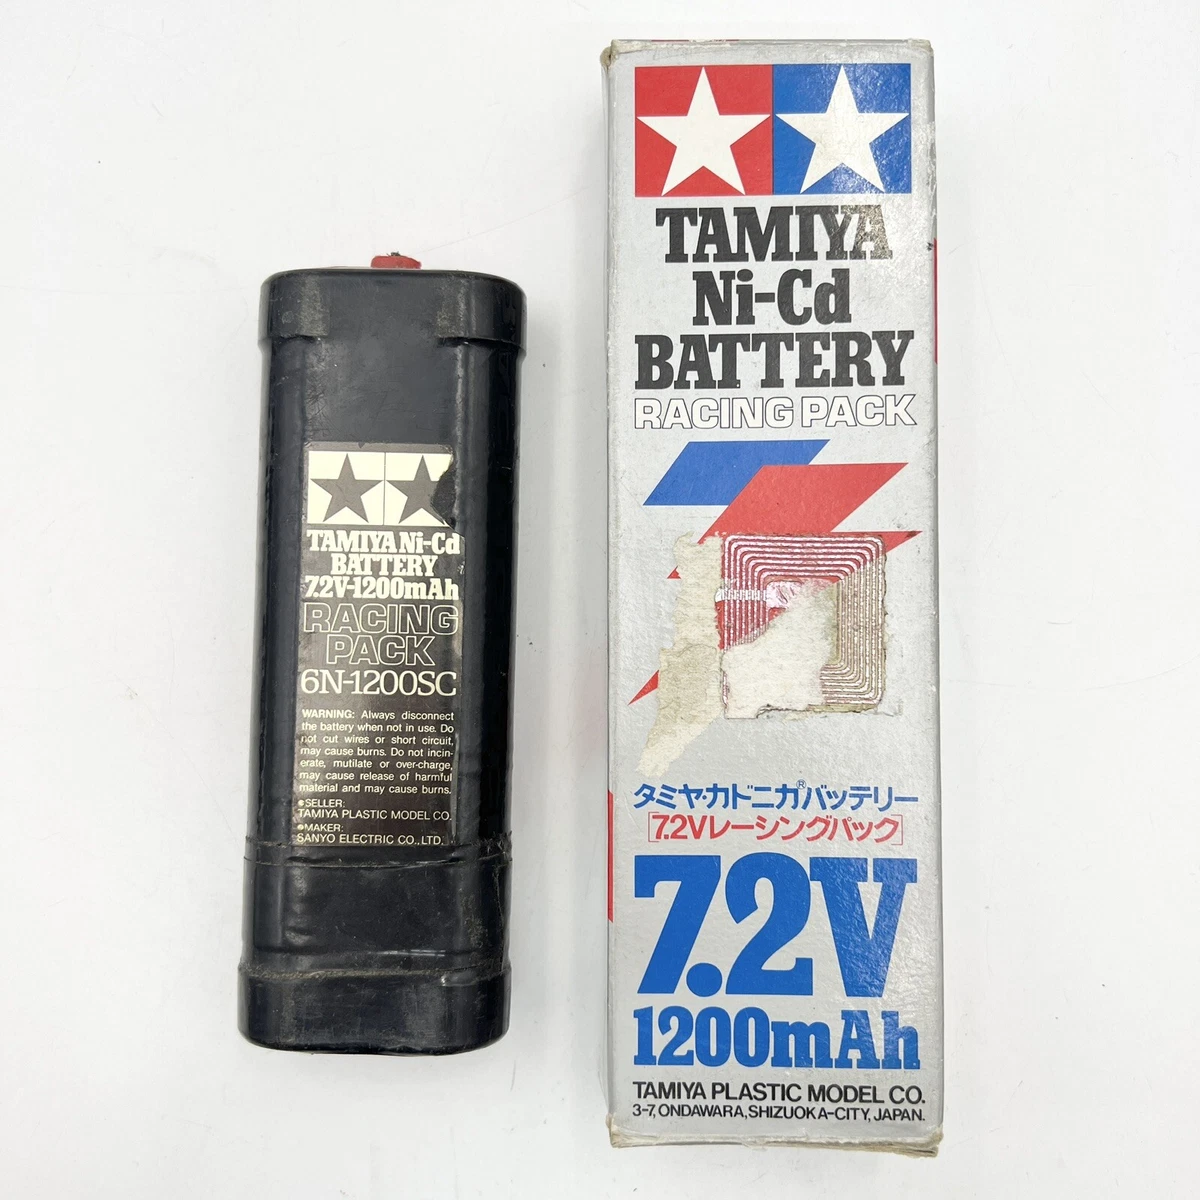 TAMIYA Ni-Cd
BATTERY
7.2V-1200mAh
RACING
PACK
6N-1200SC
WARNING: Always disconnect
the battery when not in use. Do
not cut wires or short circuit,
may cause burns. Do not incin-
erate, mutilate or over-charge,
may cause release of harmful
material and may cause burns.
●SELLER:
TAMIYA PLASTIC MODEL CO.
●MAKER:
SANYO ELECTRIC CO.,LTD.
TAMIYA
Ni-Cd
BATTERY
RACING PACK
タミヤ・カドニカ®バッテリー
[7.2Vレーシングパック]
7.2V
1200mAh
TAMIYA PLASTIC MODEL CO.
3-7, ONDAWARA, SHIZUOKA-CITY, JAPAN.